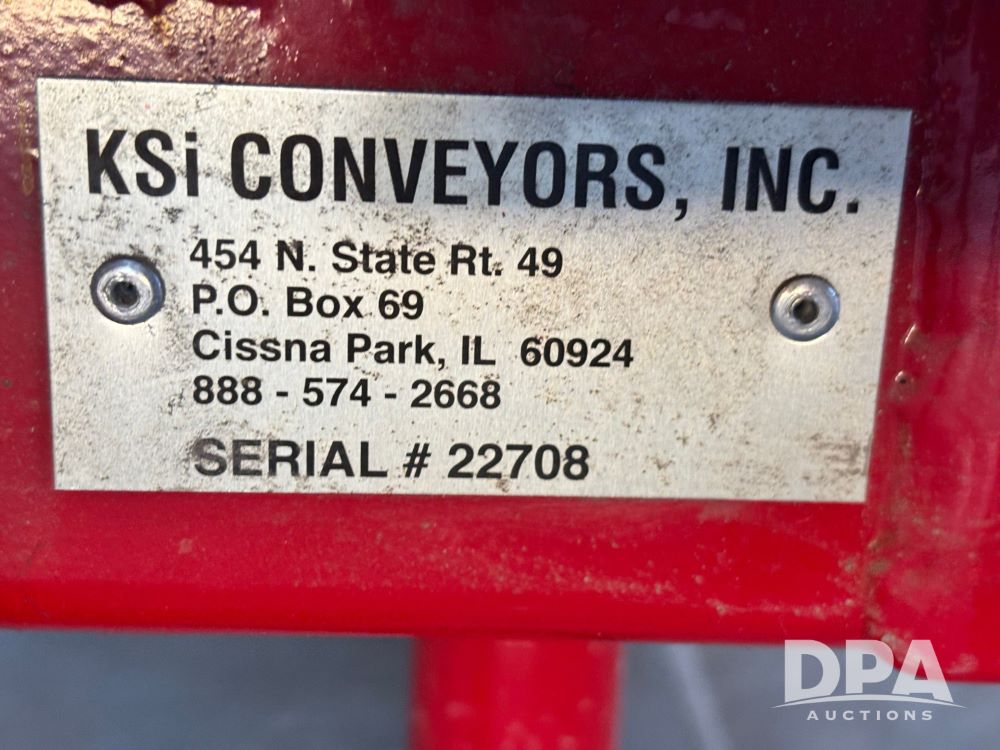 KSi CONVEYORS, INC.
454 N. State Rt. 49
P.O. Box 69
Cissna Park, IL 60924
888 - 574 - 2668
SERIAL # 22708
DPA
AUCTIONS